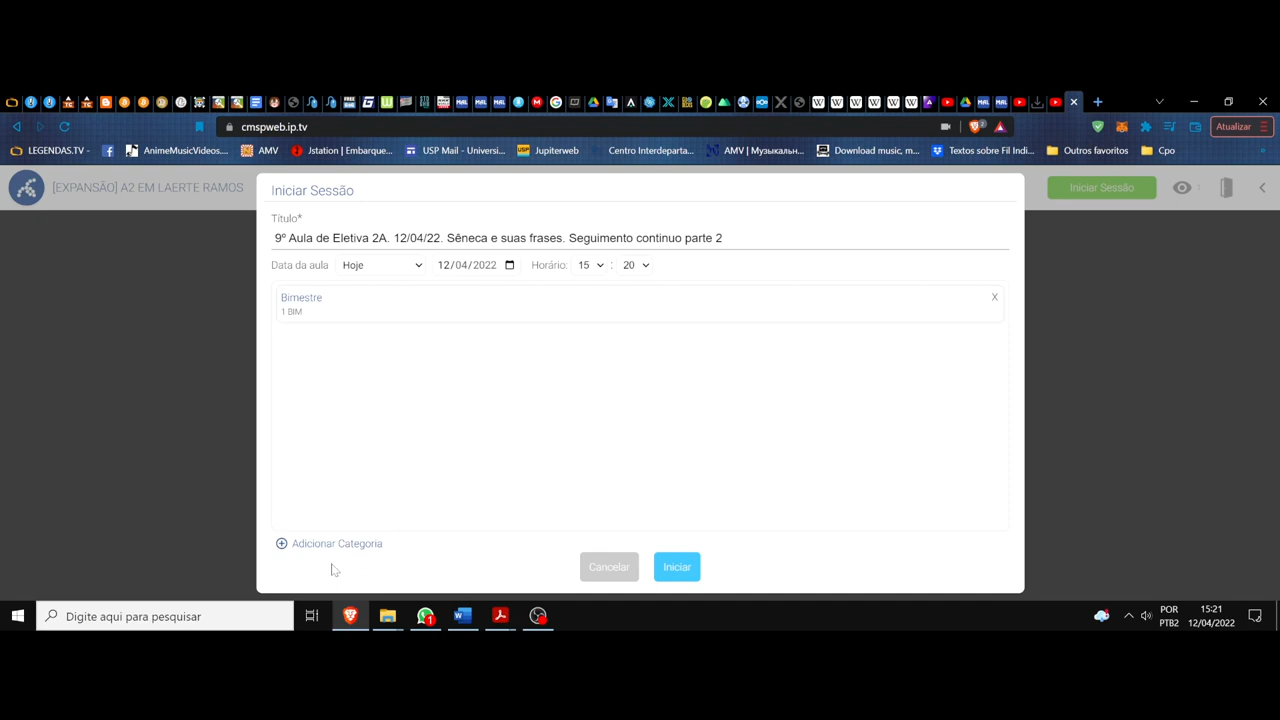 cmspweb.ip.tv
2
Atualizar
LEGENDAS.TV -
AnimeMusicVideos....
AMV
Jstation | Embarque...
USP Mail - Universi...
Jupiterweb
Centro Interdeparta...
AMV | Музыкальн...
Download music, m...
Textos sobre Fil Indi...
Outros favoritos
Cpo
[EXPANSÃO] A2 EM LAERTE RAMOS
Iniciar Sessão
1
Iniciar Sessão
Título*
9º Aula de Eletiva 2A. 12/04/22. Sêneca e suas frases. Seguimento continuo parte 2
Data da aula Hoje 12/04/2022 Horário: 15 : 20
Bimestre X
1 BIM
Adicionar Categoria
Cancelar Iniciar
Digite aqui para pesquisar
1
POR 15:21
PTB2 12/04/2022